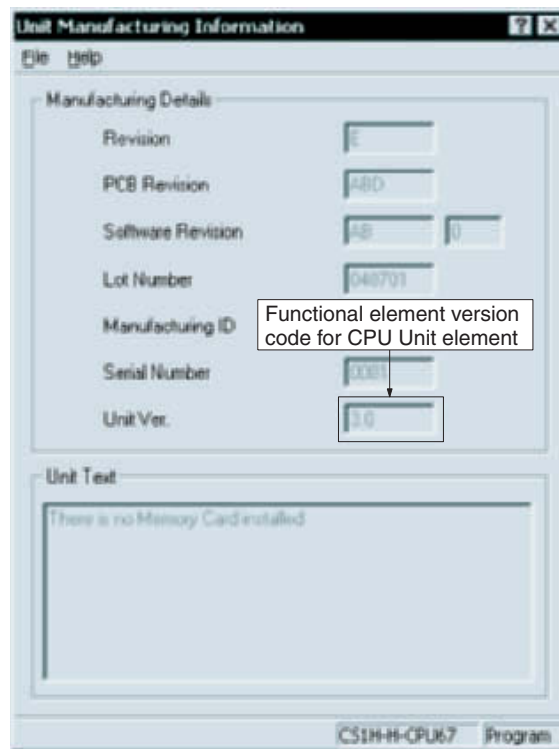 Unit Manufacturing Information
File Help
Manufacturing Details
Revision E
PCB Revision ABD
Software Revision AB 0
Lot Number 040701
Manufacturing ID
Functional element version
code for CPU Unit element
Serial Number 0001
Unit Ver. 3.0
Unit Text
There is no Memory Card installed
CS1H-H-CPU67 Program